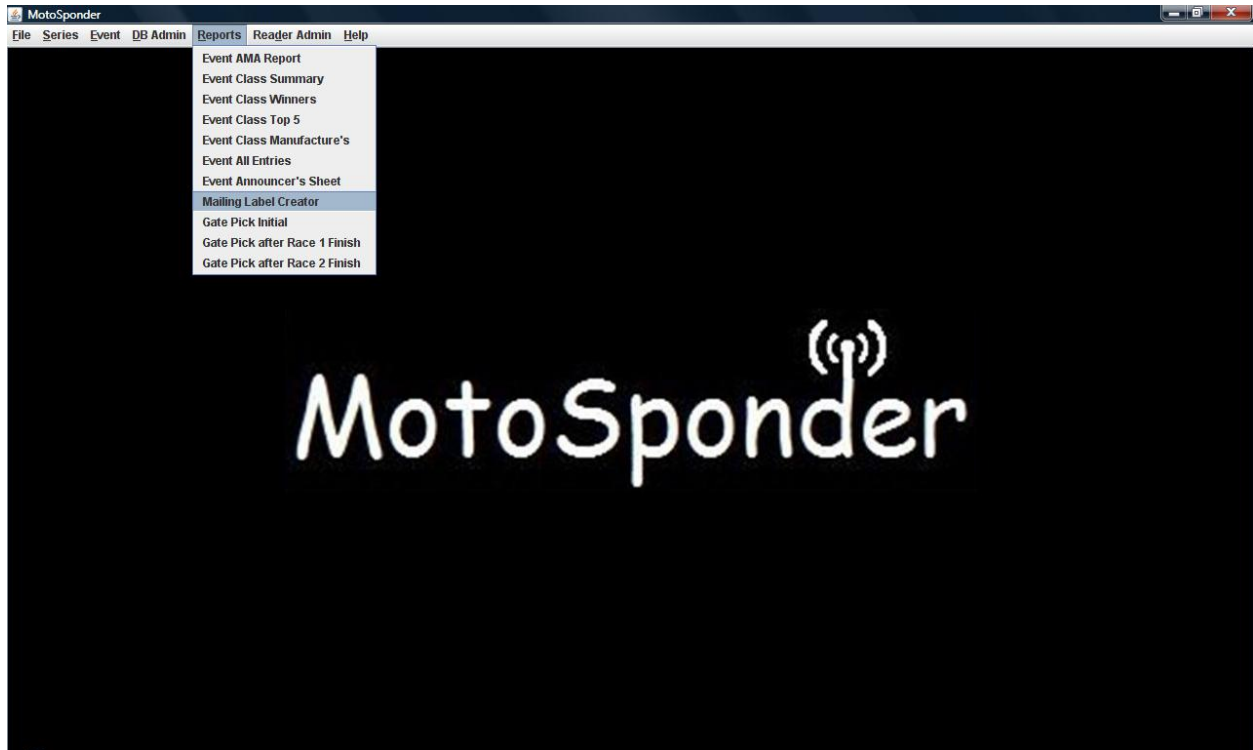 MotoSponder
File Series Event DB Admin Reports Reader Admin Help
Event AMA Report
Event Class Summary
Event Class Winners
Event Class Top 5
Event Class Manufacture's
Event All Entries
Event Announcer's Sheet
Mailing Label Creator
Gate Pick Initial
Gate Pick after Race 1 Finish
Gate Pick after Race 2 Finish
MotoSponder